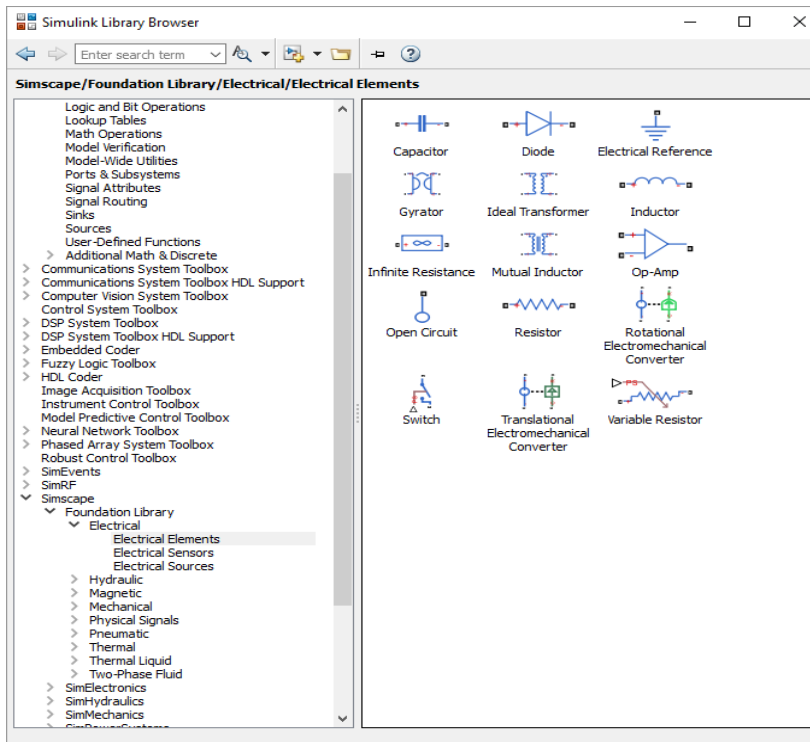 Simulink Library Browser
Enter search term
Simscape/Foundation Library/Electrical/Electrical Elements
Logic and Bit Operations
Lookup Tables
Math Operations
Model Verification
Model-Wide Utilities
Ports & Subsystems
Signal Attributes
Signal Routing
Sinks
Sources
User-Defined Functions
Additional Math & Discrete
Communications System Toolbox
Communications System Toolbox HDL Support
Computer Vision System Toolbox
Control System Toolbox
DSP System Toolbox
DSP System Toolbox HDL Support
Embedded Coder
Fuzzy Logic Toolbox
HDL Coder
Image Acquisition Toolbox
Instrument Control Toolbox
Model Predictive Control Toolbox
Neural Network Toolbox
Phased Array System Toolbox
Robust Control Toolbox
SimEvents
SimRF
Simscape
Foundation Library
Electrical
Electrical Elements
Electrical Sensors
Electrical Sources
Hydraulic
Magnetic
Mechanical
Physical Signals
Pneumatic
Thermal
Thermal Liquid
Two-Phase Fluid
SimElectronics
SimHydraulics
SimMechanics
SimPowerSystems
Capacitor
Diode
Electrical Reference
Gyrator
Ideal Transformer
Inductor
Infinite Resistance
Mutual Inductor
Op-Amp
Open Circuit
Resistor
Rotational
Electromechanical
Converter
Switch
Translational
Electromechanical
Converter
PS
Variable Resistor